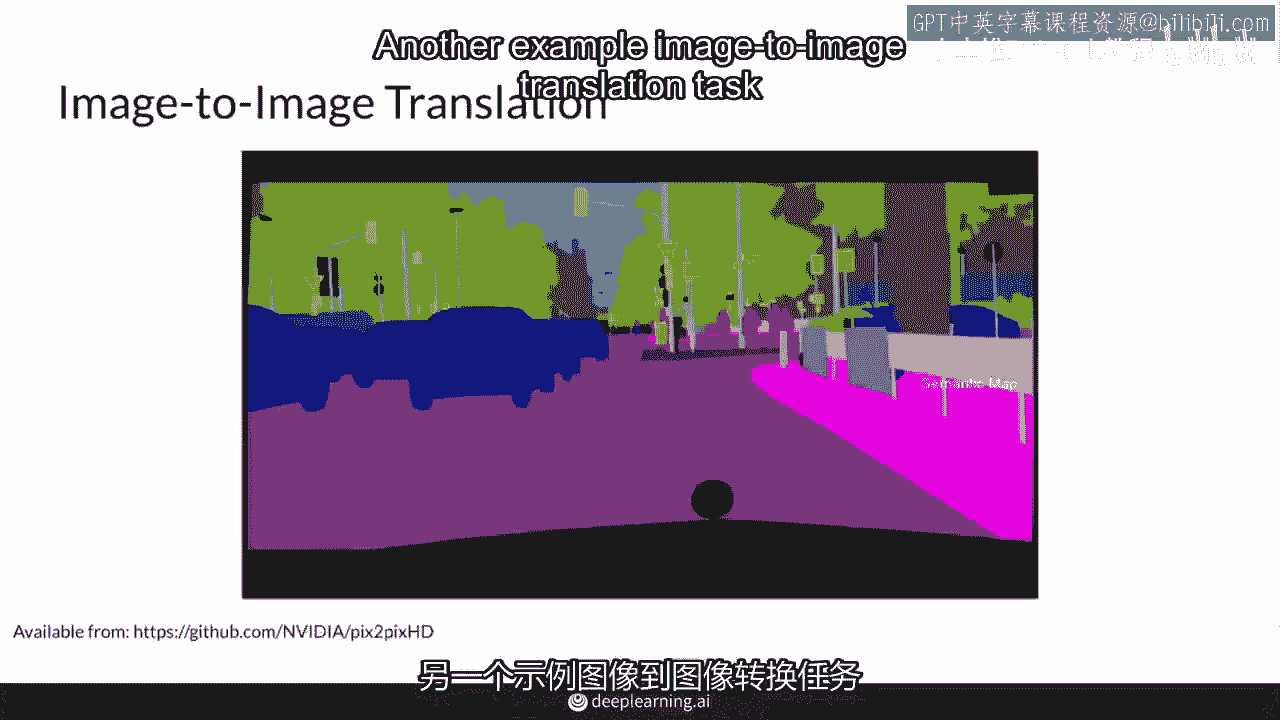 GPT中英字幕课程资源@bilibili.com
Another example image-to-image
translation task
Image-to-Image Translation
Semantic Map
Available from: https://github.com/NVIDIA/pix2pixHD
另一个示例图像到图像转换任务
deeplearning.ai